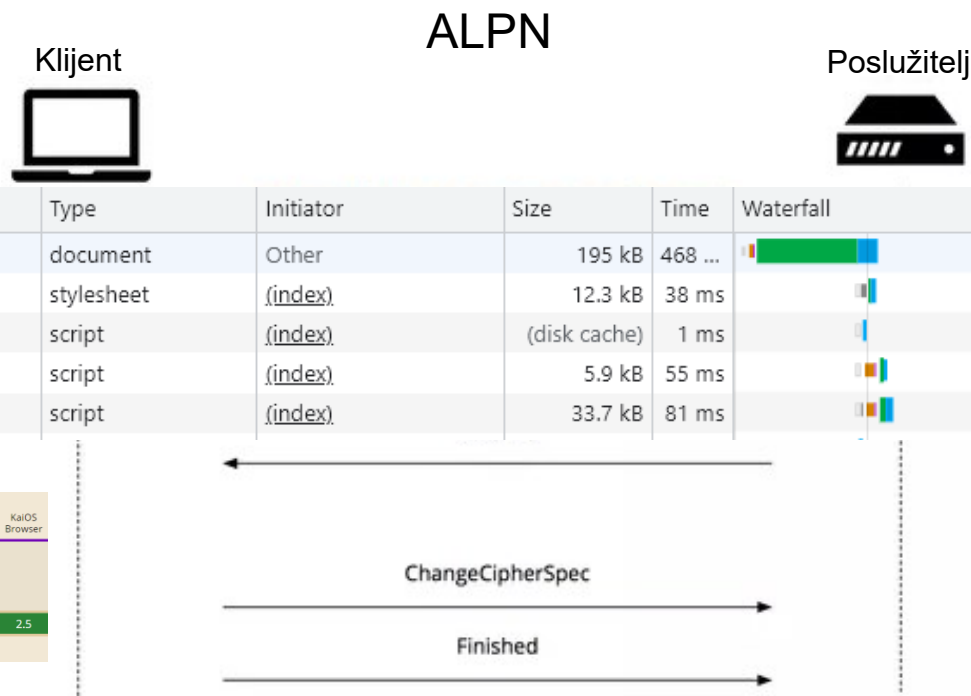 ALPN
Klijent
Poslužitelj
Type Initiator Size Time Waterfall
document Other 195 kB 468 ...
stylesheet (index) 12.3 kB 38 ms
script (index) (disk cache) 1 ms
script (index) 5.9 kB 55 ms
script (index) 33.7 kB 81 ms
KaiOS
Browser
ChangeCipherSpec
2.5
Finished